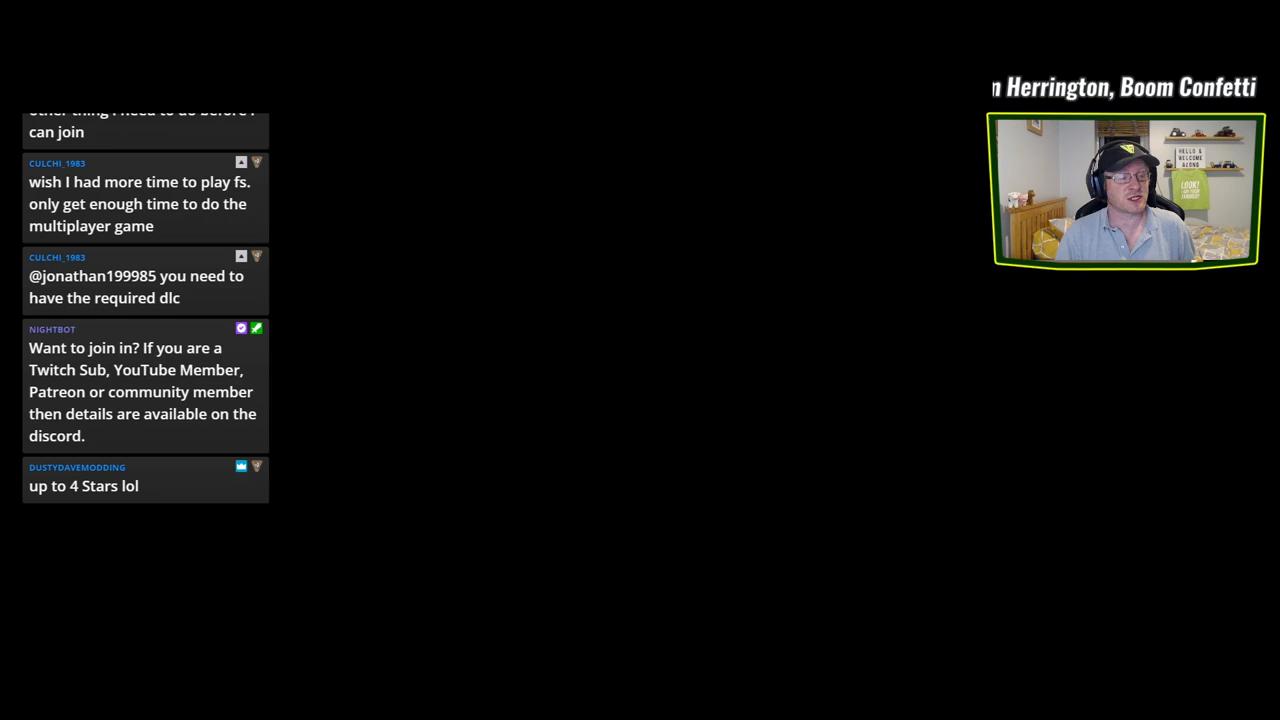 can join
CULCHI_1983
wish I had more time to play fs.
only get enough time to do the
multiplayer game
CULCHI_1983
@jonathan199985 you need to
have the required dlc
NIGHTBOT
Want to join in? If you are a
Twitch Sub, YouTube Member,
Patreon or community member
then details are available on the
discord.
DUSTYDAVEMODDING
up to 4 Stars lol
n Herrington, Boom Confetti
HELLO &
WELCOME
ALONG
LOOK!